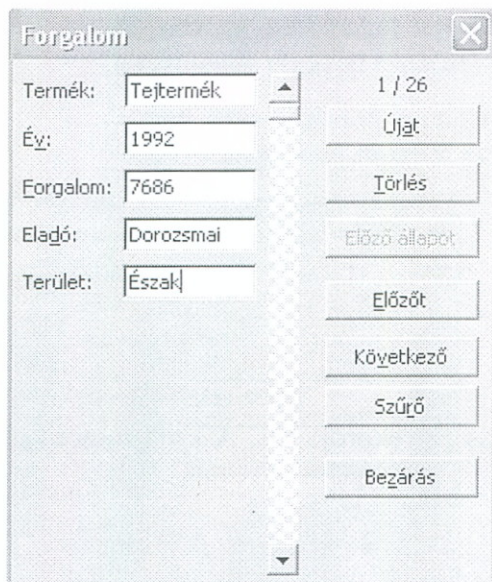 Forgalom
Termék: Tejtermék
Év: 1992
Forgalom: 7686
Eladó: Dorozsmai
Terület: Észak
1 / 26
Újat
Törlés
Előző állapot
Előzőt
Következő
Szűrő
Bezárás